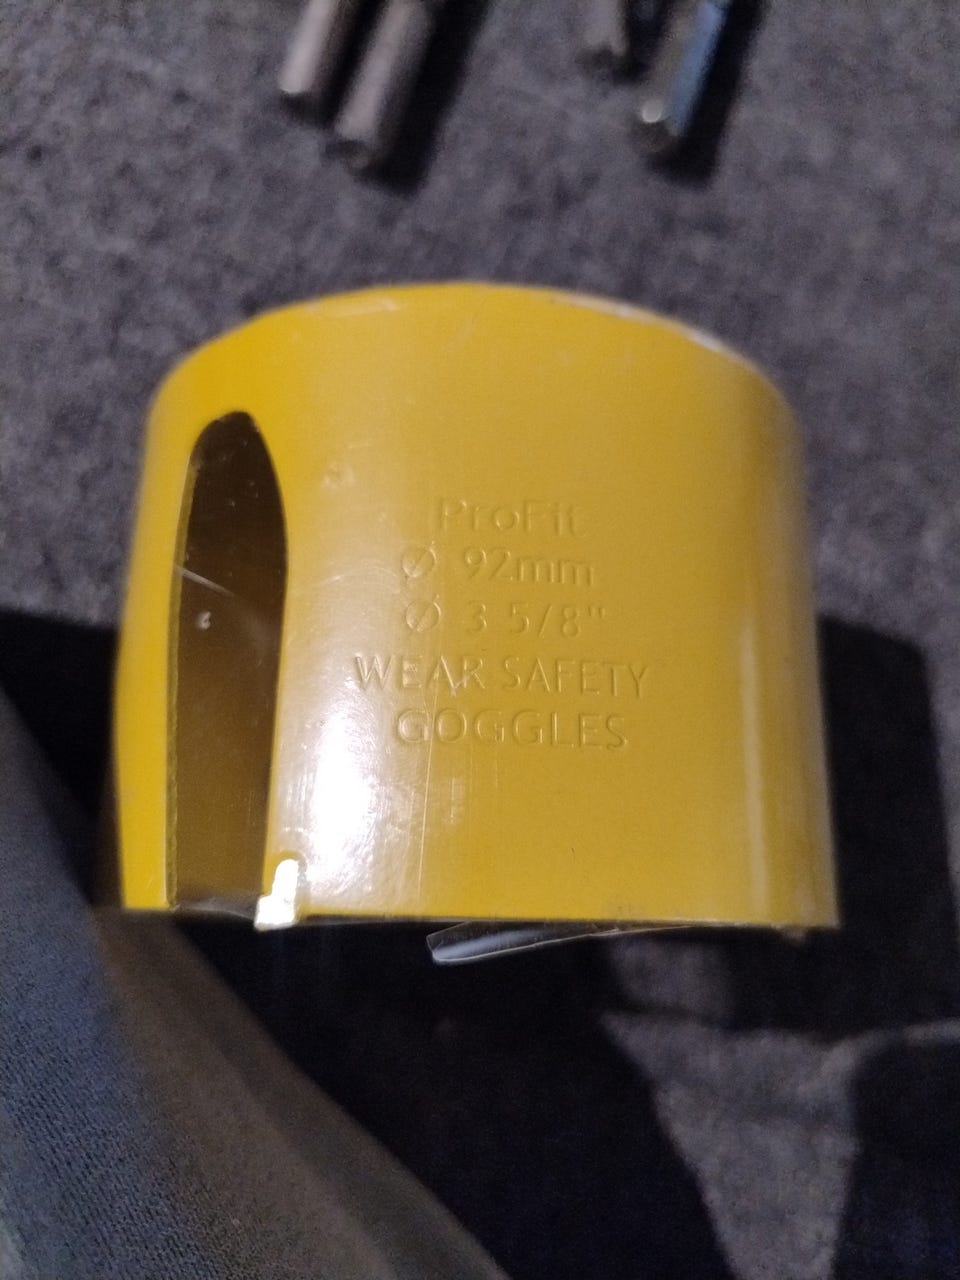 ProFit
Ø 92mm
Ø 3 5/8"
WEAR SAFETY
GOGGLES